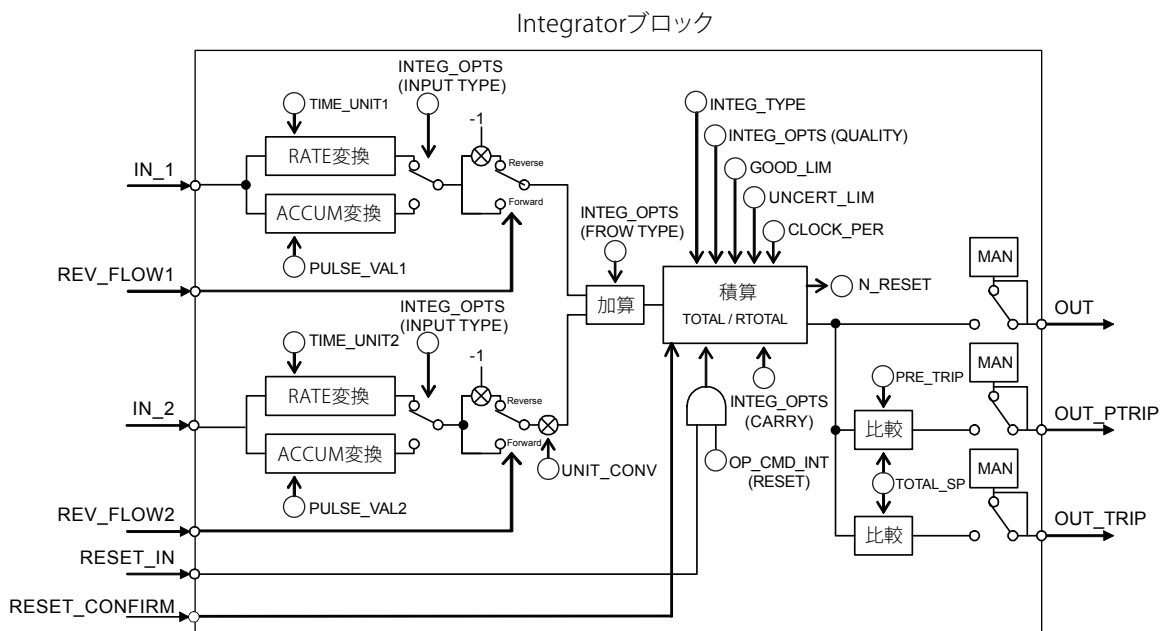 Integratorブロック
INTEG_OPTS
(INPUT TYPE)
TIME_UNIT1
-1
RATE変換
Reverse
IN_1
ACCUM変換
Forward
PULSE_VAL1
REV_FLOW1
INTEG_TYPE
INTEG_OPTS (QUALITY)
GOOD_LIM
UNCERT_LIM
CLOCK_PER
INTEG_OPTS
(FROW TYPE)
加算
積算
TOTAL / RTOTAL
N_RESET
MAN
OUT
INTEG_OPTS
(INPUT TYPE)
TIME_UNIT2
-1
RATE変換
Reverse
IN_2
ACCUM変換
Forward
UNIT_CONV
PULSE_VAL2
REV_FLOW2
INTEG_OPTS
(CARRY)
OP_CMD_INT
(RESET)
PRE_TRIP
MAN
比較
OUT_PTRIP
TOTAL_SP
MAN
比較
OUT_TRIP
RESET_IN
RESET_CONFIRM